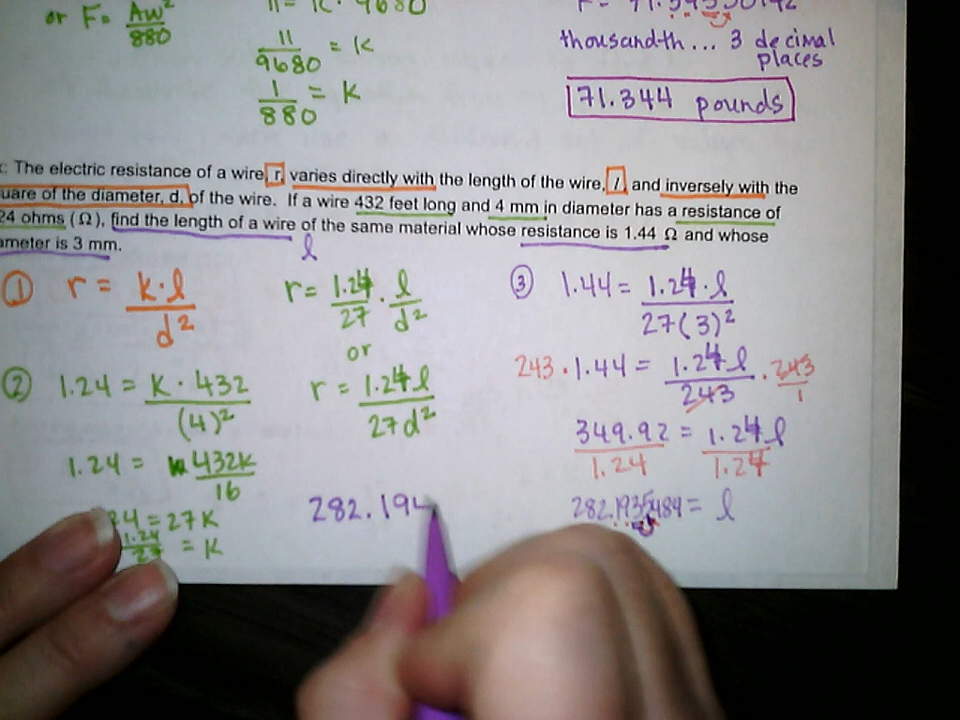 or F = Aw²/880
11 = K · 9680
11/9680 = K
1/880 = K
thousandth ... 3 decimal
places
71.344 pounds
: The electric resistance of a wire, r, varies directly with the length of the wire, l, and inversely with the
uare of the diameter, d, of the wire. If a wire 432 feet long and 4 mm in diameter has a resistance of
24 ohms (Ω), find the length of a wire of the same material whose resistance is 1.44 Ω and whose
ameter is 3 mm.
l
① r = k·l/d²
r = 1.24/27 · l/d²
or
r = 1.24l/27d²
② 1.24 = K · 432/(4)²
1.24 = 432K/16
24 = 27K
1.24/27 = K
③ 1.44 = 1.24·l/27(3)²
243 · 1.44 = 1.24l/243 · 243/1
349.92/1.24 = 1.24l/1.24
282.1935484 = l
282.194